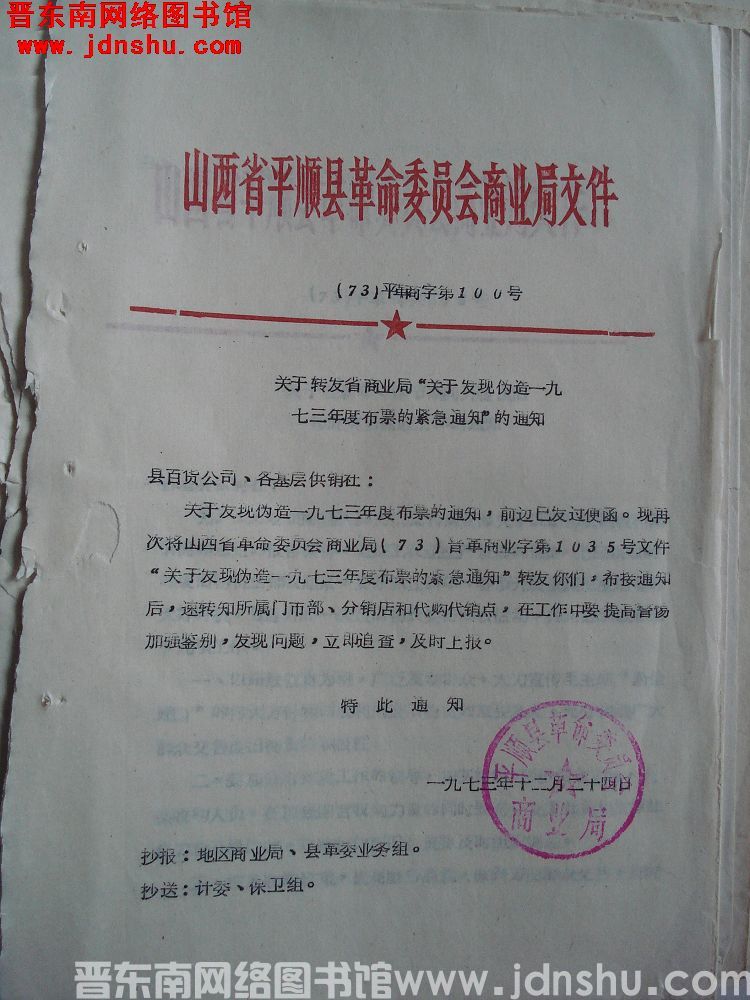 晋东南网络图书馆
www.jdnshu.com
山西省平顺县革命委员会商业局文件
(73)平革商字第100号
关于转发省商业局“关于发现伪造一九
七三年度布票的紧急通知”的通知
县百货公司、各基层供销社:
关于发现伪造一九七三年度布票的通知,前边已发过便函。现再
次将山西省革命委员会商业局(73)晋革商业字第1035号文件
“关于发现伪造一九七三年度布票的紧急通知”转发你们,布接通知
后,速转知所属门市部、分销店和代购代销点,在工作中要提高警惕
加强鉴别,发现问题,立即追查,及时上报。
特此通知
平顺县革命委员会
商业局
一九七三年十二月二十四日
抄报:地区商业局、县革委业务组。
抄送:计委、保卫组。
晋东南网络图书馆www.jdnshu.com